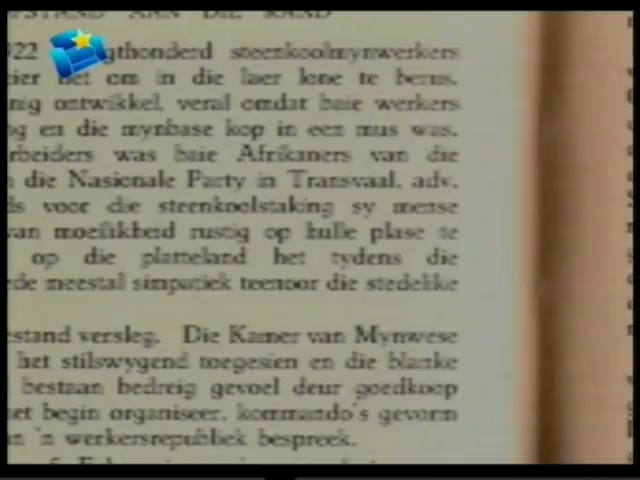 OPSTAND AAN DIE RAND
steenkoolmynwerkers
het om in die laer lone te berus.
ontwikkel, veral omdat baie werkers
en die mynbase kop in een mus was.
was baie Afrikaners van die
die Nasionale Party in Transvaal, adv.
voor die steenkoolstaking sy mense
van moeilikheid rustig op hulle plase te
op die platteland het tydens die
meestal simpatiek teenoor die stedelike
versleg. Die Kamer van Mynwese
het stilswygend toegesien en die blanke
bestaan bedreig gevoel deur goedkoop
begin organiseer, kommando's gevorm
'n werkersrepubliek bespreek.